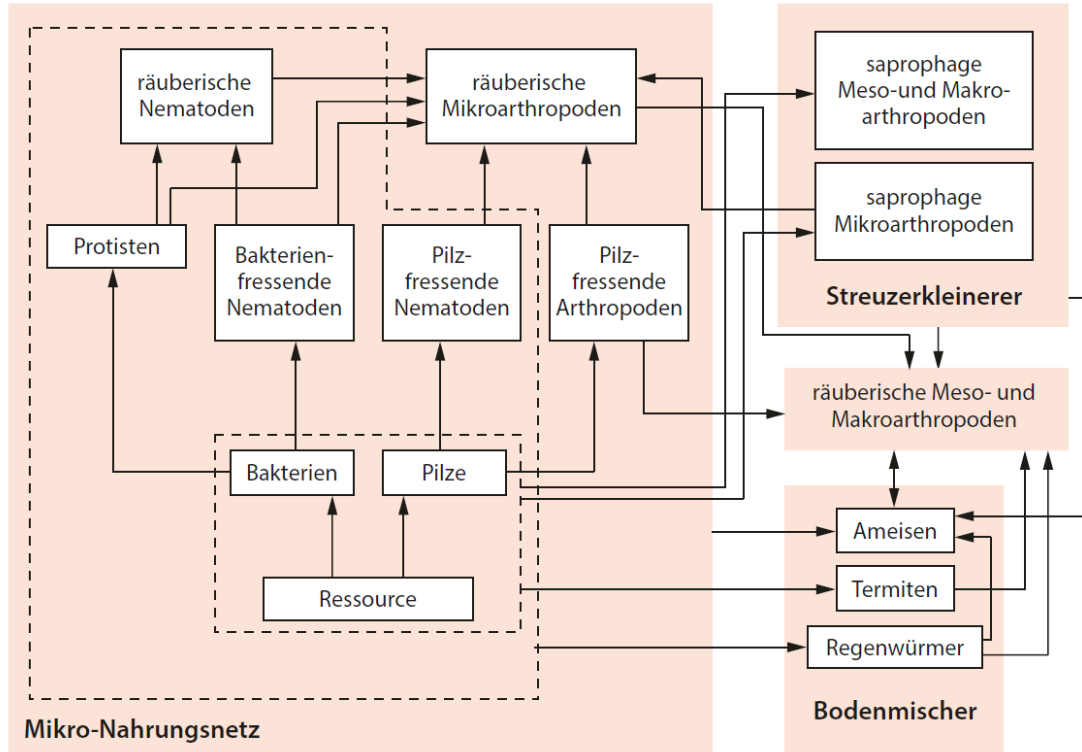 räuberische
Nematoden
räuberische
Mikroarthropoden
saprophage
Meso-und Makro-
arthropoden
saprophage
Mikroarthropoden
Streuzerkleinerer
Protisten
Bakterien-
fressende
Nematoden
Pilz-
fressende
Nematoden
Pilz-
fressende
Arthropoden
räuberische Meso- und
Makroarthropoden
Bakterien
Pilze
Ressource
Ameisen
Termiten
Regenwürmer
Bodenmischer
Mikro-Nahrungsnetz